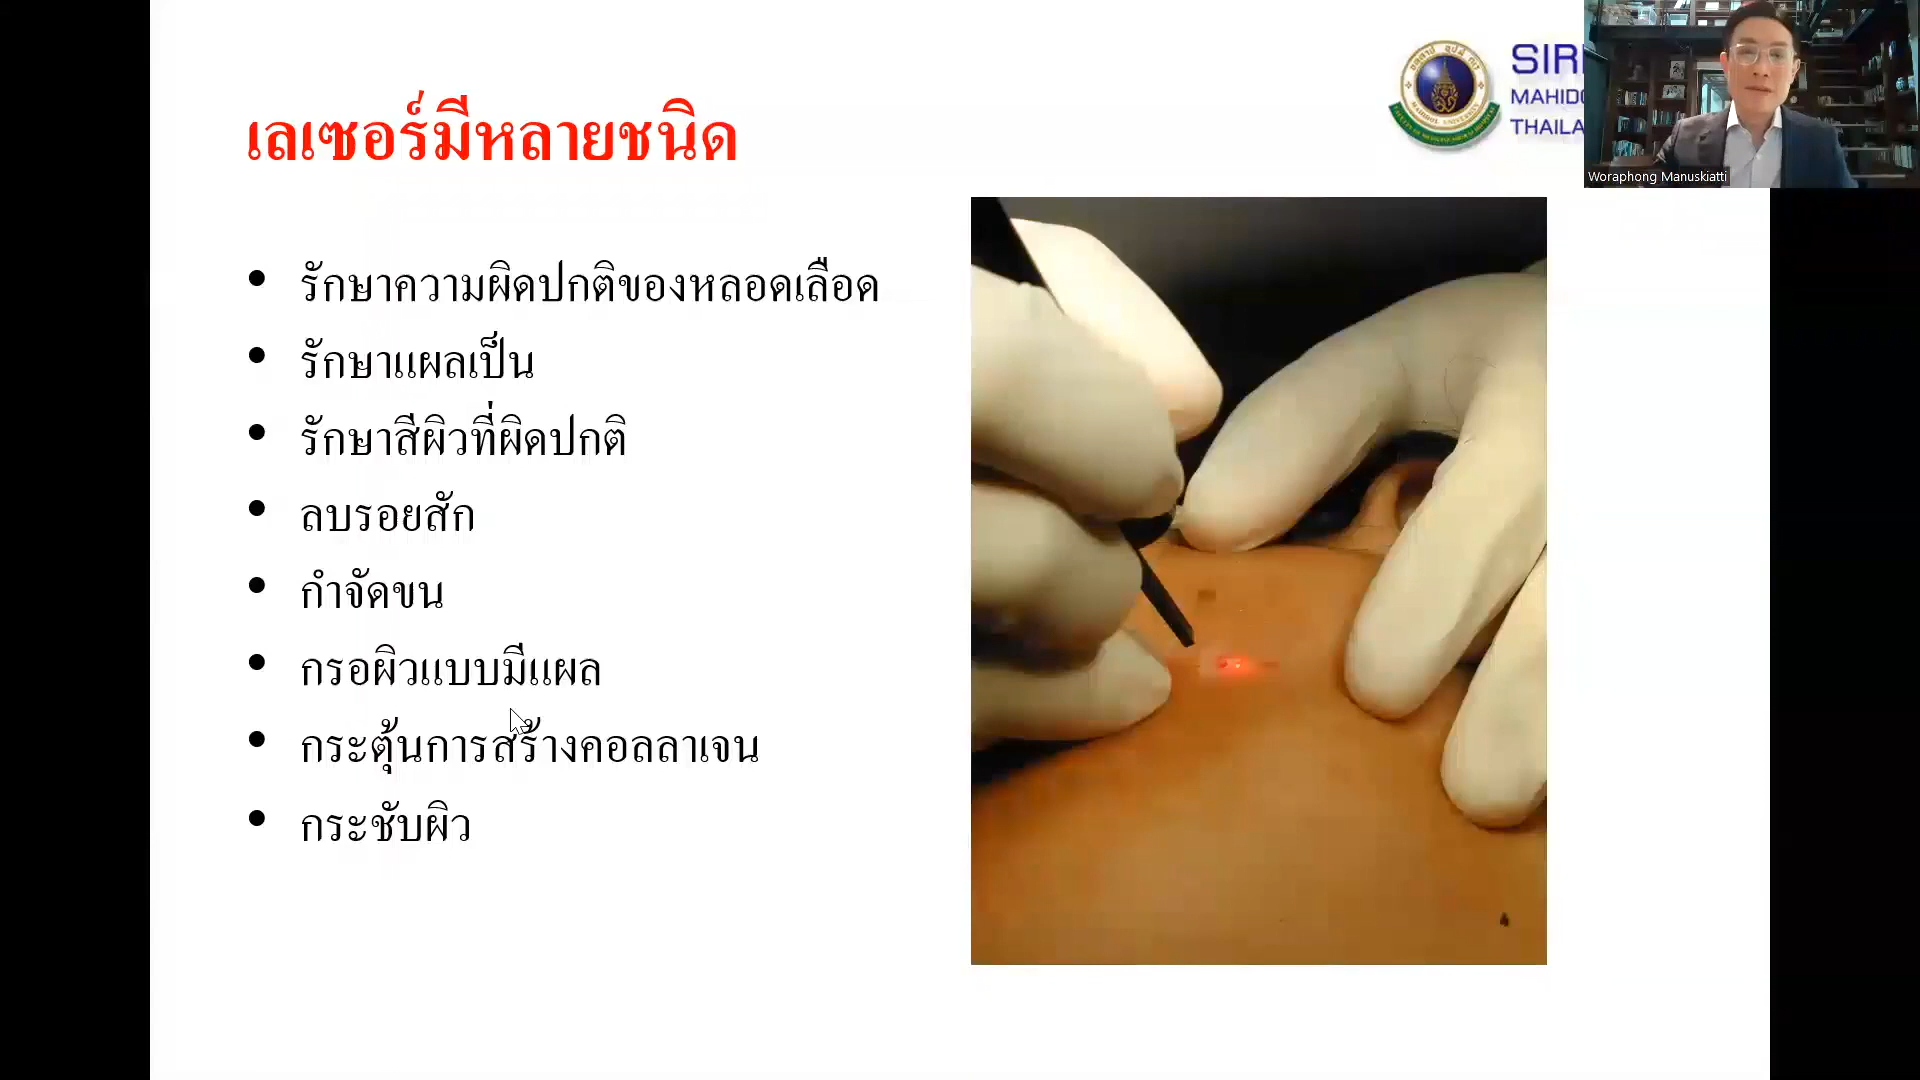 เลเซอร์มีหลายชนิด
• รักษาความผิดปกติของหลอดเลือด
• รักษาแผลเป็น
• รักษาสีผิวที่ผิดปกติ
• ลบรอยสัก
• กำจัดขน
• กรอผิวแบบมีแผล
• กระตุ้นการสร้างคอลลาเจน
• กระชับผิว
SIRI
MAHIDO
THAILA
Woraphong Manuskiatti